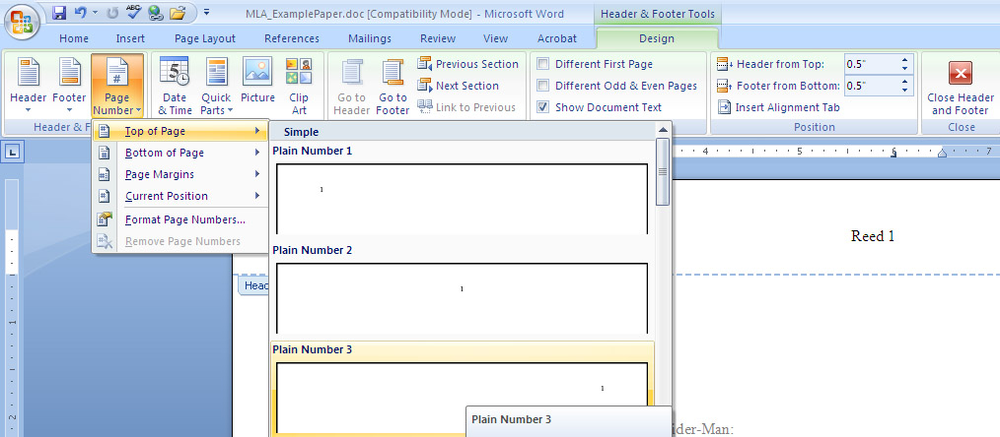 MLA_ExamplePaper.doc [Compatibility Mode] - Microsoft Word
Header & Footer Tools
Home Insert Page Layout References Mailings Review View Acrobat Design
Header
Footer
Page Number
Date & Time
Quick Parts
Picture
Clip Art
Go to Header
Go to Footer
Previous Section
Next Section
Link to Previous
Different First Page
Different Odd & Even Pages
Show Document Text
Header from Top: 0.5"
Footer from Bottom: 0.5"
Insert Alignment Tab
Close Header and Footer
Header & F
Position
Close
Top of Page
Bottom of Page
Page Margins
Current Position
Format Page Numbers...
Remove Page Numbers
Simple
Plain Number 1
1
Plain Number 2
1
Plain Number 3
1
Plain Number 3
4 5 6 7
Reed 1
Head
1
2
ider-Man: